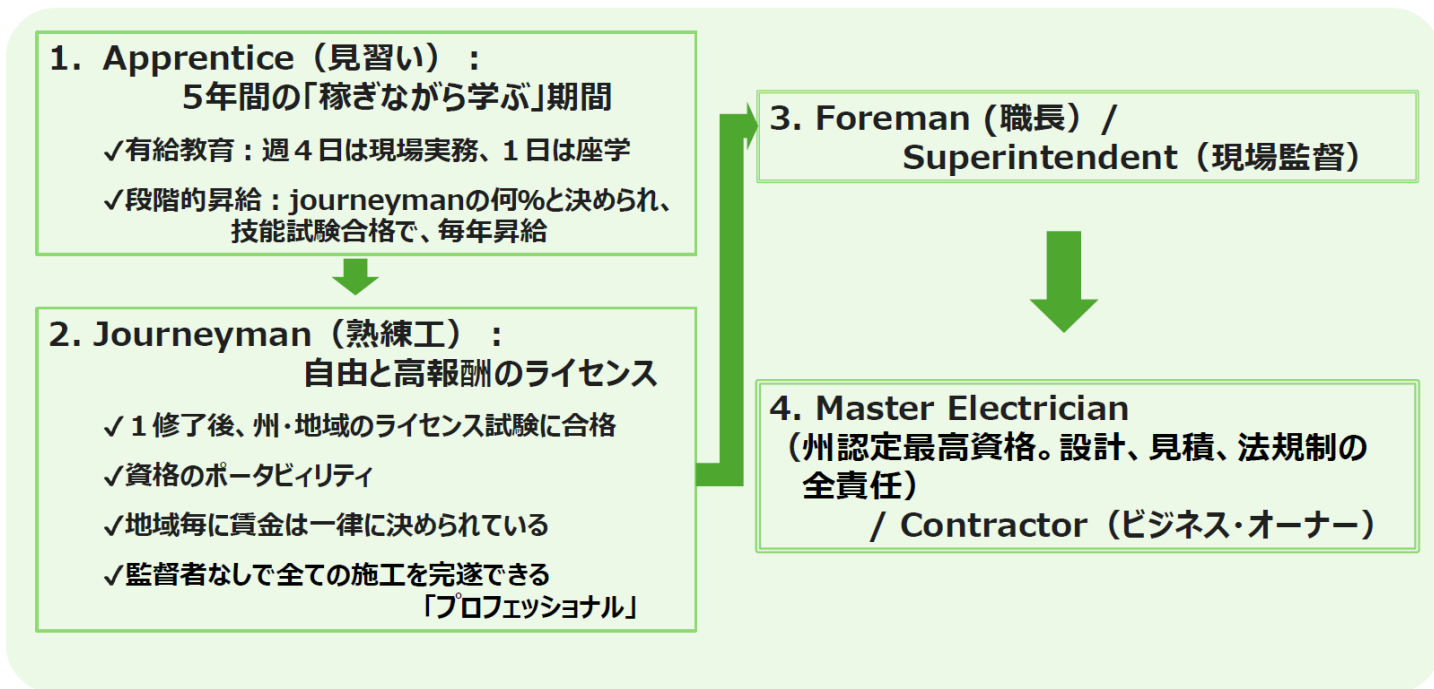 1. Apprentice（見習い）：
5年間の「稼ぎながら学ぶ」期間
✓有給教育：週４日は現場実務、１日は座学
✓段階的昇給：journeymanの何%と決められ、
技能試験合格で、毎年昇給
2. Journeyman（熟練工）：
自由と高報酬のライセンス
✓１修了後、州・地域のライセンス試験に合格
✓資格のポータビィリティ
✓地域毎に賃金は一律に決められている
✓監督者なしで全ての施工を完遂できる
「プロフェッショナル」
3. Foreman (職長）/
Superintendent（現場監督）
4. Master Electrician
（州認定最高資格。設計、見積、法規制の
全責任）
/ Contractor（ビジネス・オーナー）